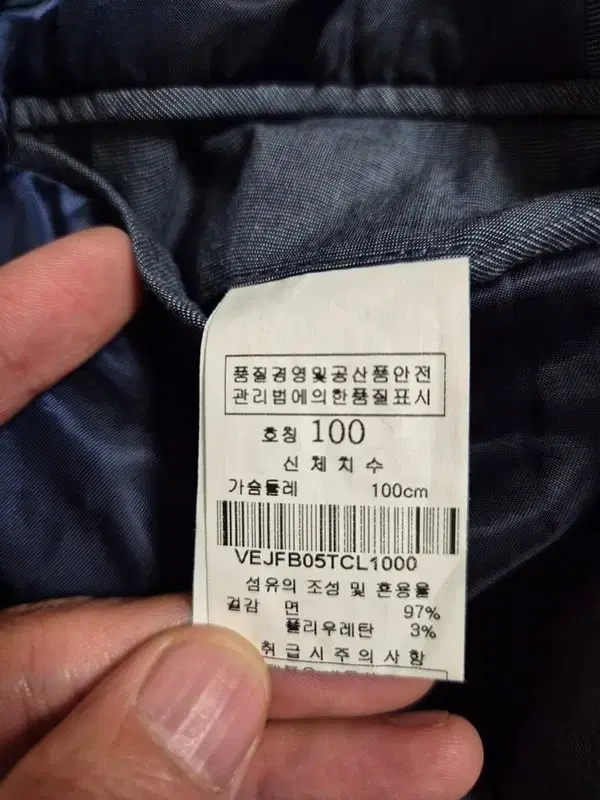 품질경영및공산품안전
관리법에의한품질표시
호칭 100
신체치수
가슴둘레 100cm
VEJFB05TCL1000
섬유의 조성 및 혼용율
겉감 면 97%
폴리우레탄 3%
취급시주의사항